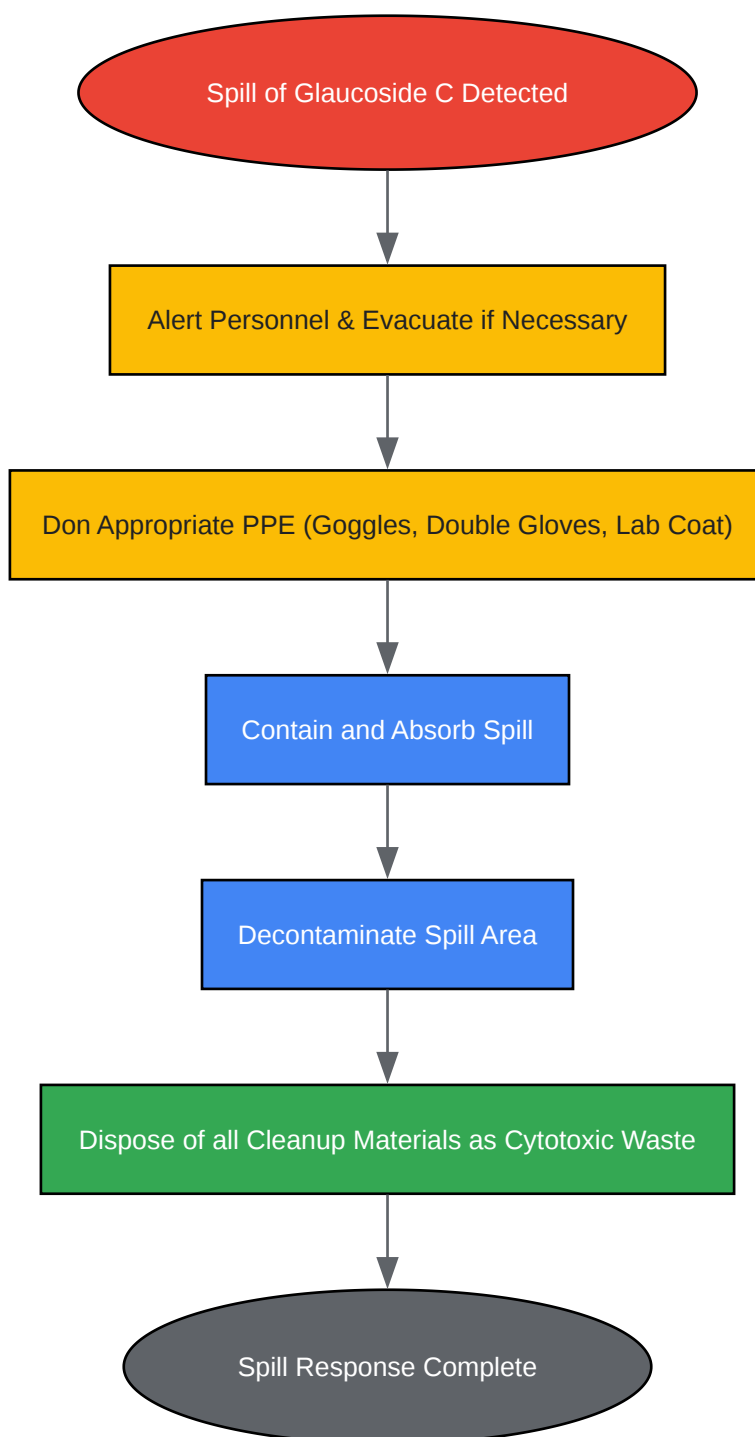 Spill of Glaucoside C Detected
Alert Personnel & Evacuate if Necessary
Don Appropriate PPE (Goggles, Double Gloves, Lab Coat)
Contain and Absorb Spill
Decontaminate Spill Area
Dispose of all Cleanup Materials as Cytotoxic Waste
Spill Response Complete